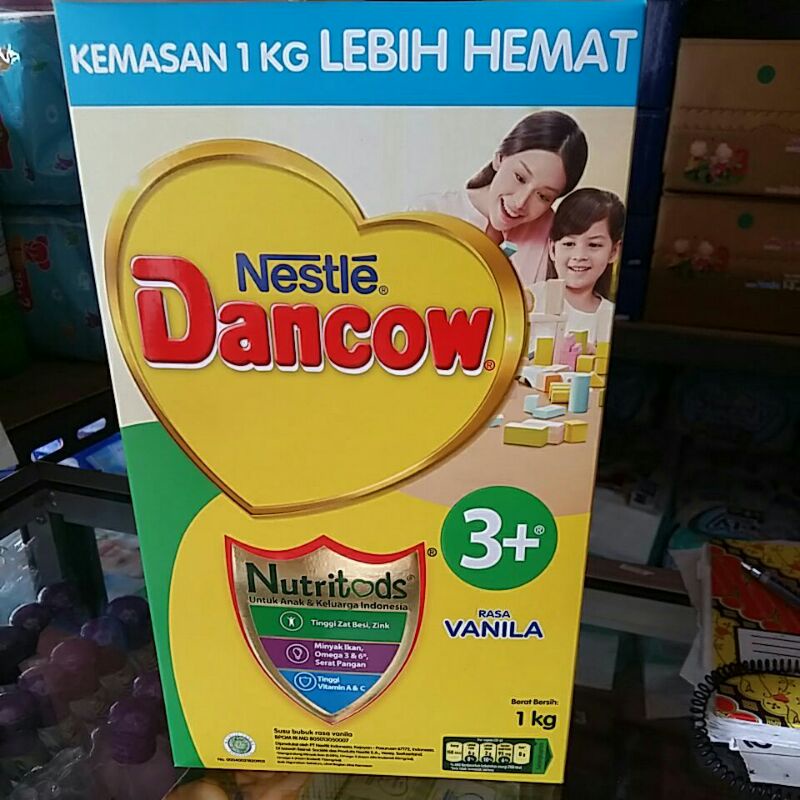 KEMASAN 1 KG LEBIH HEMAT
Nestlé®
Dancow®
3+®
Nutritods®
Untuk Anak & Keluarga Indonesia
Tinggi Zat Besi, Zink
Minyak Ikan,
Omega 3 & 6*,
Serat Pangan
Tinggi
Vitamin A & C
RASA
VANILA
Berat Bersih:
1 kg
Susu bubuk rasa vanila